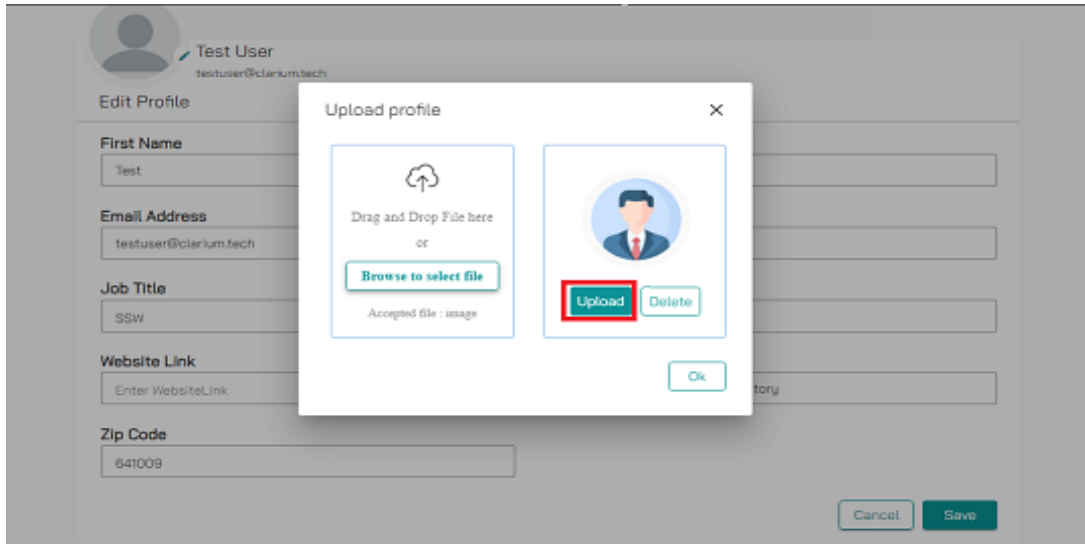 Test User
testuser@clarium.tech
Edit Profile
Upload profile
First Name
Test
Drag and Drop File here
or
Browse to select file
Accepted file : image
Upload
Delete
Ok
Email Address
testuser@clarium.tech
Job Title
SSW
Website Link
Enter WebsiteLink
tory
Zip Code
641009
Cancel
Save